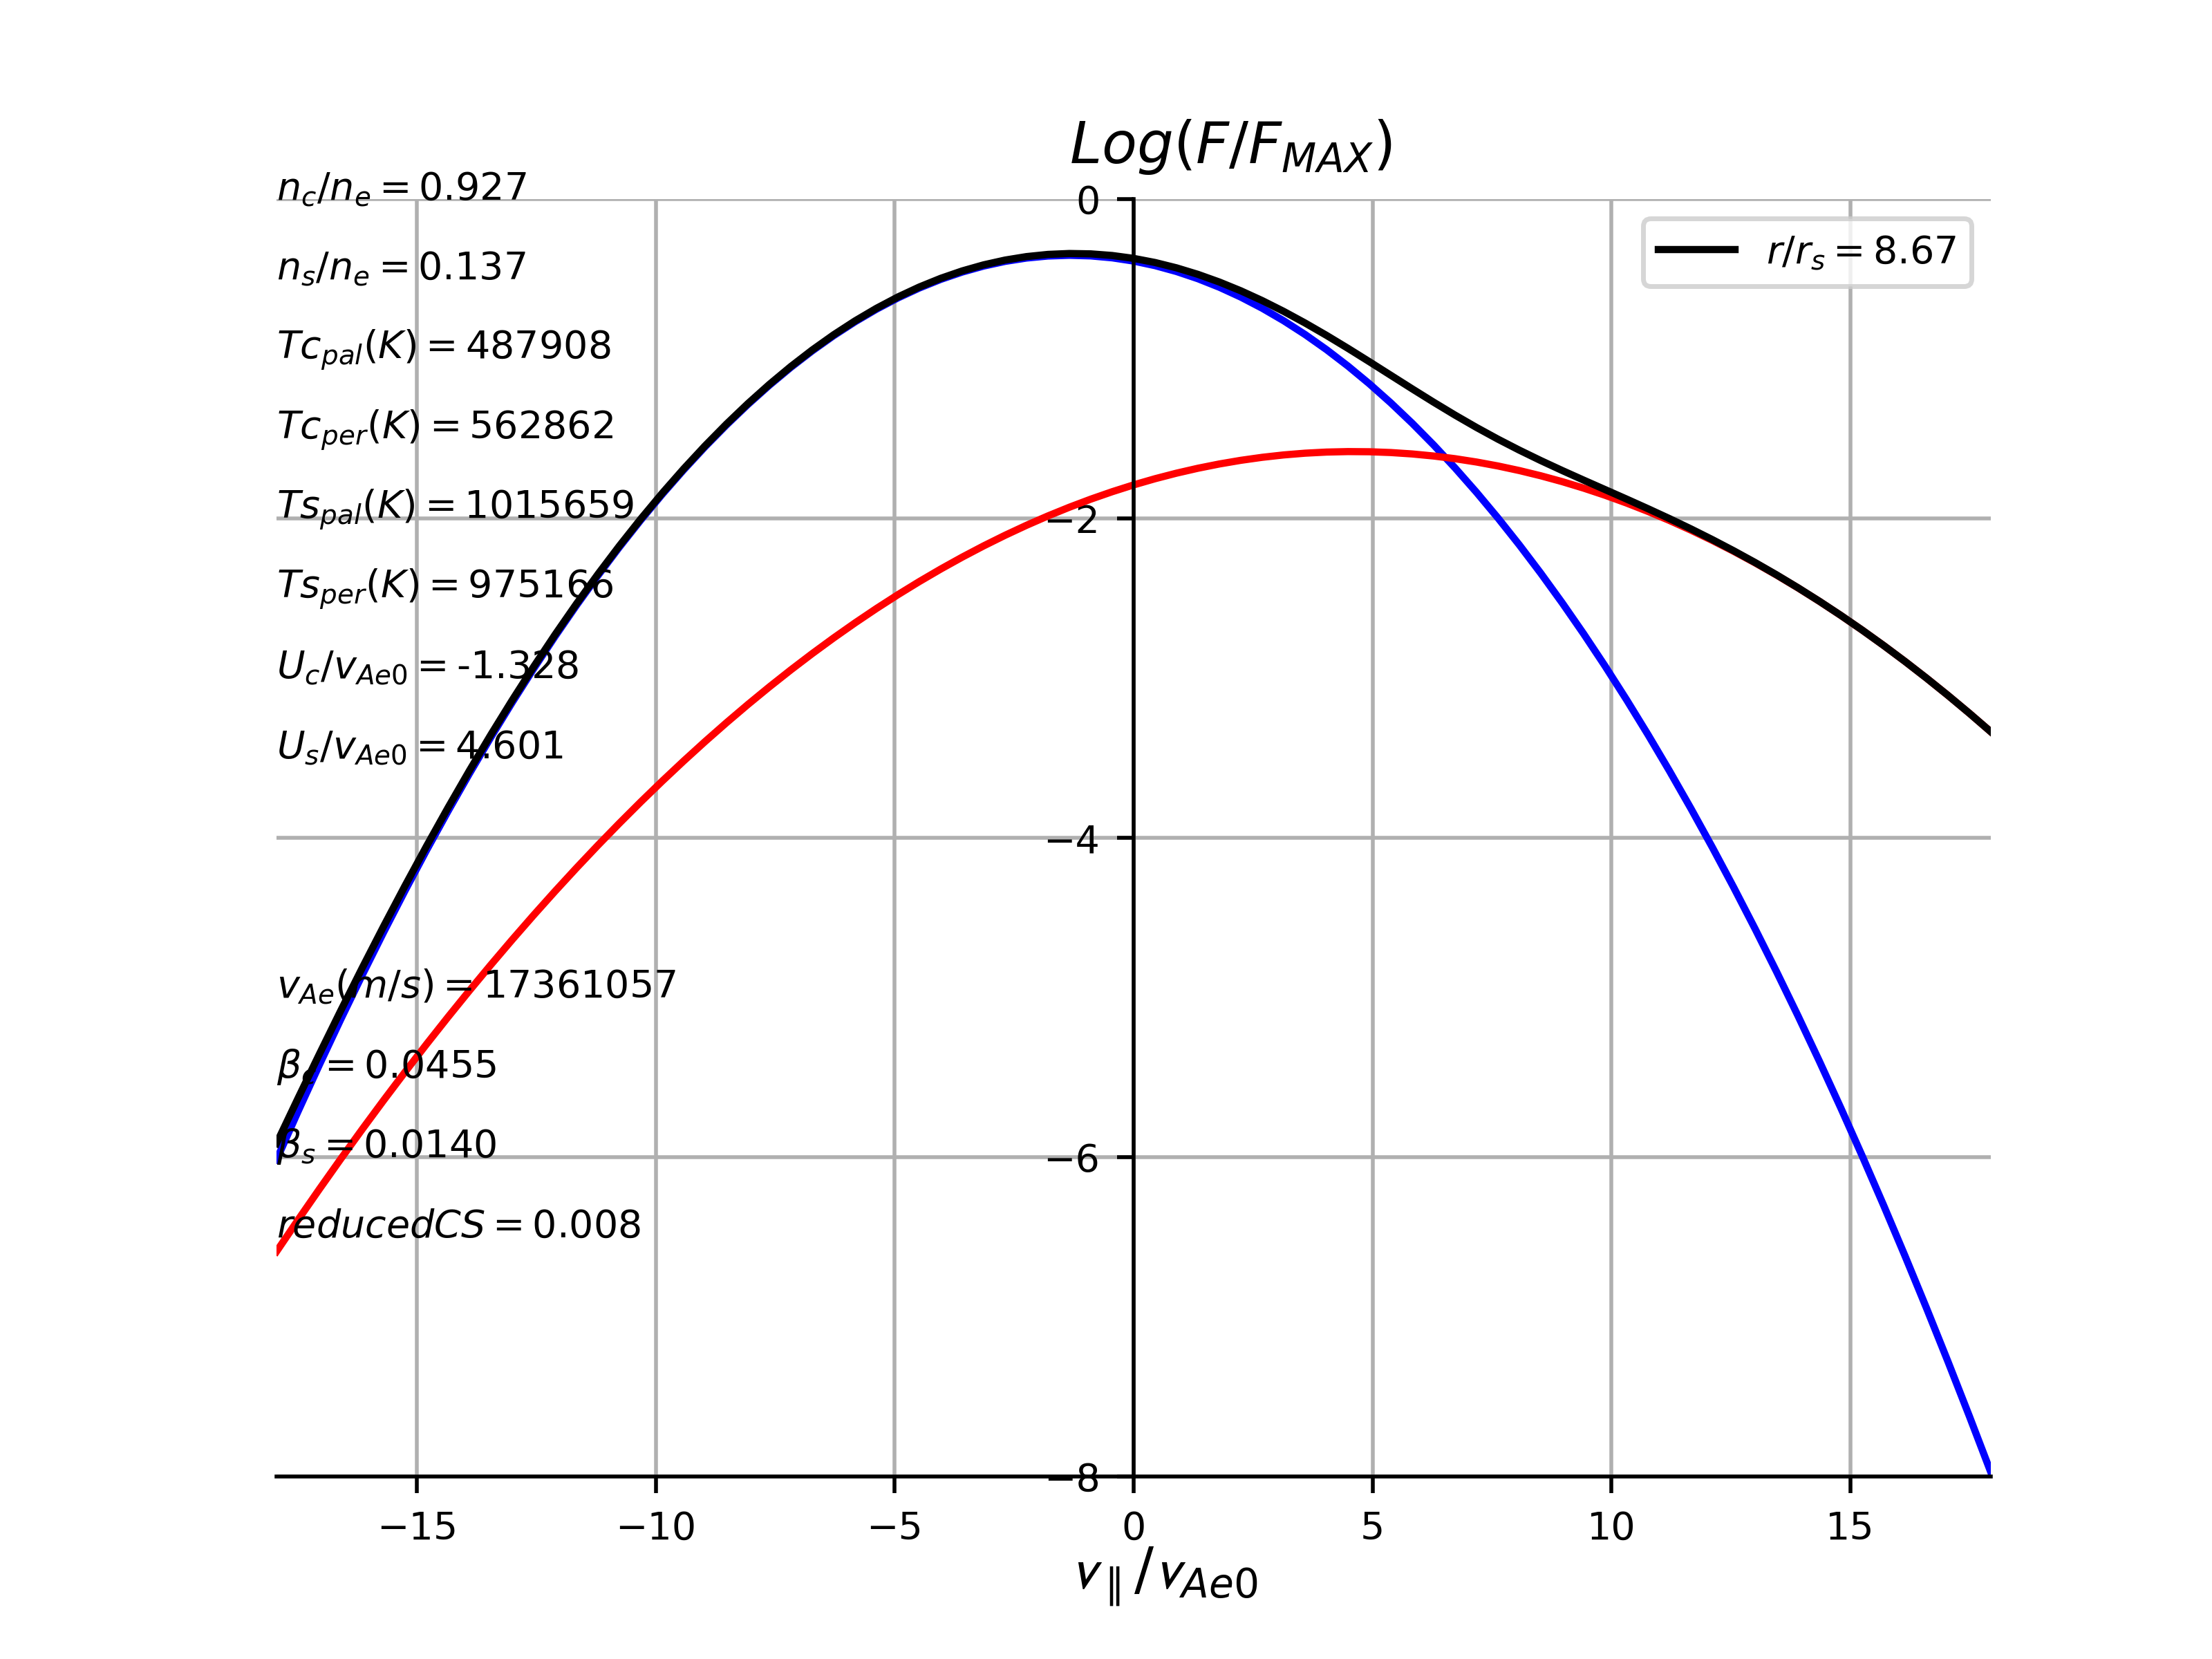 Log(F/F_MAX)
n_c/n_e = 0.927
n_s/n_e = 0.137
Tc_pal(K) = 487908
Tc_per(K) = 562862
Ts_pal(K) = 1015659
Ts_per(K) = 975166
U_c/v_Ae0 = -1.328
U_s/v_Ae0 = 4.601
v_Ae(m/s) = 17361057
β_c = 0.0455
β_s = 0.0140
reducedCS = 0.008
r/r_s = 8.67
0
−2
−4
−6
−8
−15 −10 −5 0 5 10 15
v_∥/v_Ae0